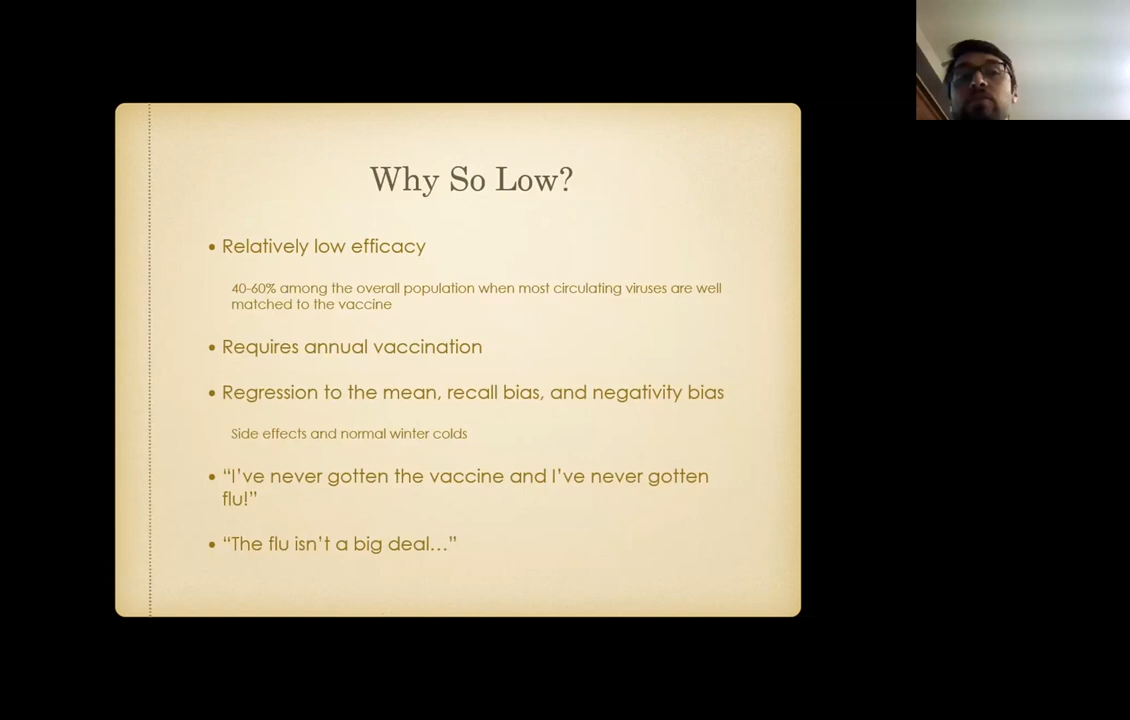 Why So Low?
• Relatively low efficacy
40-60% among the overall population when most circulating viruses are well
matched to the vaccine
• Requires annual vaccination
• Regression to the mean, recall bias, and negativity bias
Side effects and normal winter colds
• “I’ve never gotten the vaccine and I’ve never gotten
flu!”
• “The flu isn’t a big deal…”